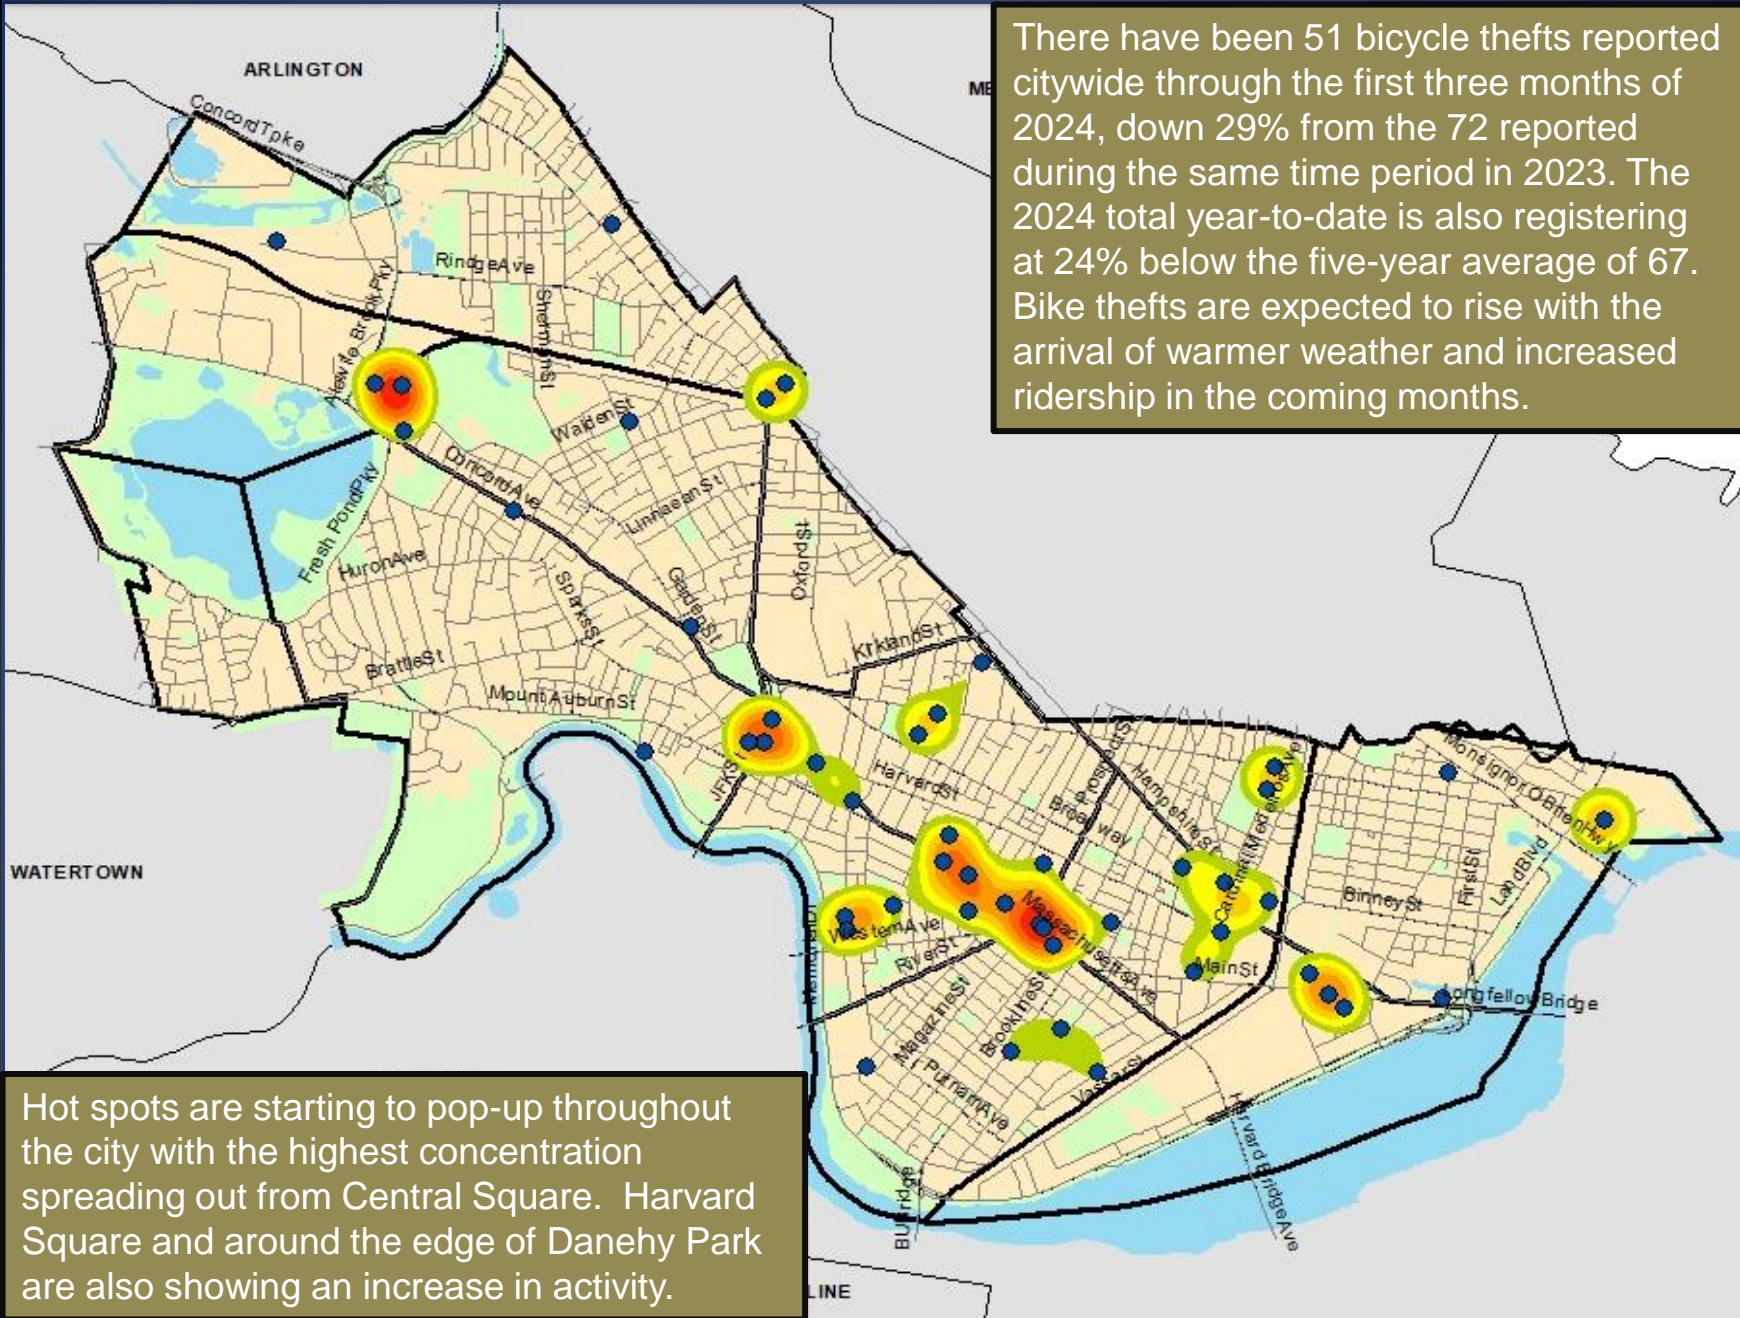 There have been 51 bicycle thefts reported
citywide through the first three months of
2024, down 29% from the 72 reported
during the same time period in 2023. The
2024 total year-to-date is also registering
at 24% below the five-year average of 67.
Bike thefts are expected to rise with the
arrival of warmer weather and increased
ridership in the coming months.
ARLINGTON
Concord Tpke
Rindge Ave
Sherman St
Alewife Brook Pky
Walden St
Concord Ave
Linnaean St
Fresh Pond Pky
Huron Ave
Sparks St
Garden St
Oxford St
Kirkland St
Brattle St
Mount Auburn St
JFK St
Harvard St
Broadway
Prospect St
Hampshire St
Cardinal Medeiros Ave
Monsignor O'Brien Hwy
First St
Land Blvd
Binney St
WATERTOWN
Massachusetts Ave
Western Ave
River St
Memorial Dr
Main St
Longfellow Bridge
Magazine St
Brookline St
Putnam Ave
Vassar St
BU Bridge
Harvard Bridge Ave
LINE
Hot spots are starting to pop-up throughout
the city with the highest concentration
spreading out from Central Square.  Harvard
Square and around the edge of Danehy Park
are also showing an increase in activity.